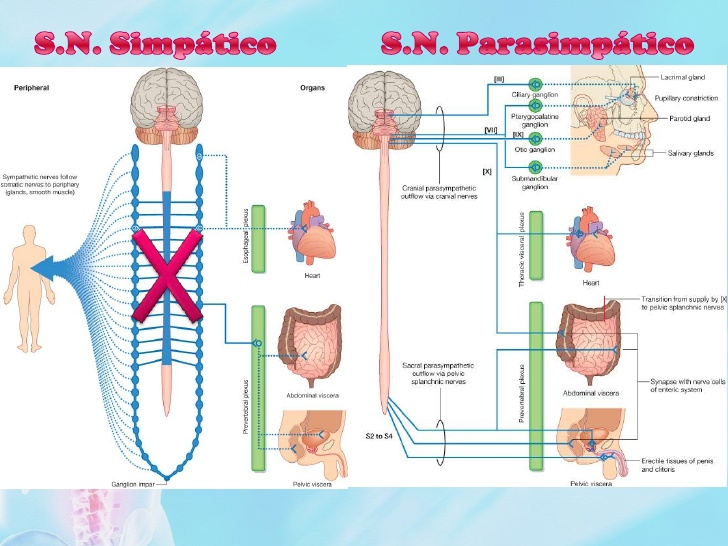 S.N. Simpático
S.N. Parasimpático
Peripheral
Organs
Sympathetic nerves follow
somatic nerves to periphery
(glands, smooth muscle)
Esophageal plexus
Heart
Prevertebral plexus
Abdominal viscera
Ganglion impar
Pelvic viscera
[III]
Ciliary ganglion
Pterygopalatine
ganglion
[VII]
[IX]
Otic ganglion
[X]
Submandibular
ganglion
Lacrimal gland
Pupillary constriction
Parotid gland
Salivary glands
Cranial parasympathetic
outflow via cranial nerves
Thoracic visceral plexus
Heart
Transition from supply by [X]
to pelvic splanchnic nerves
Sacral parasympathetic
outflow via pelvic
splanchnic nerves
Prevertebral plexus
Abdominal viscera
Synapse with nerve cells
of enteric system
S2 to S4
Erectile tissues of penis
and clitoris
Pelvic viscera